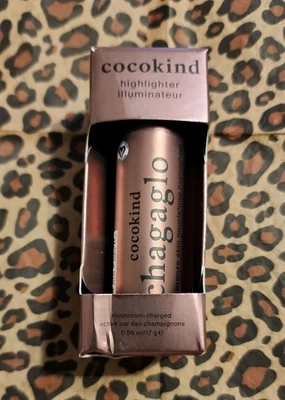 cocokind
highlighter
illuminateur
cocokind
chagaglo
mushroom-charged
activé par des champignons
0.56 oz/17 g e